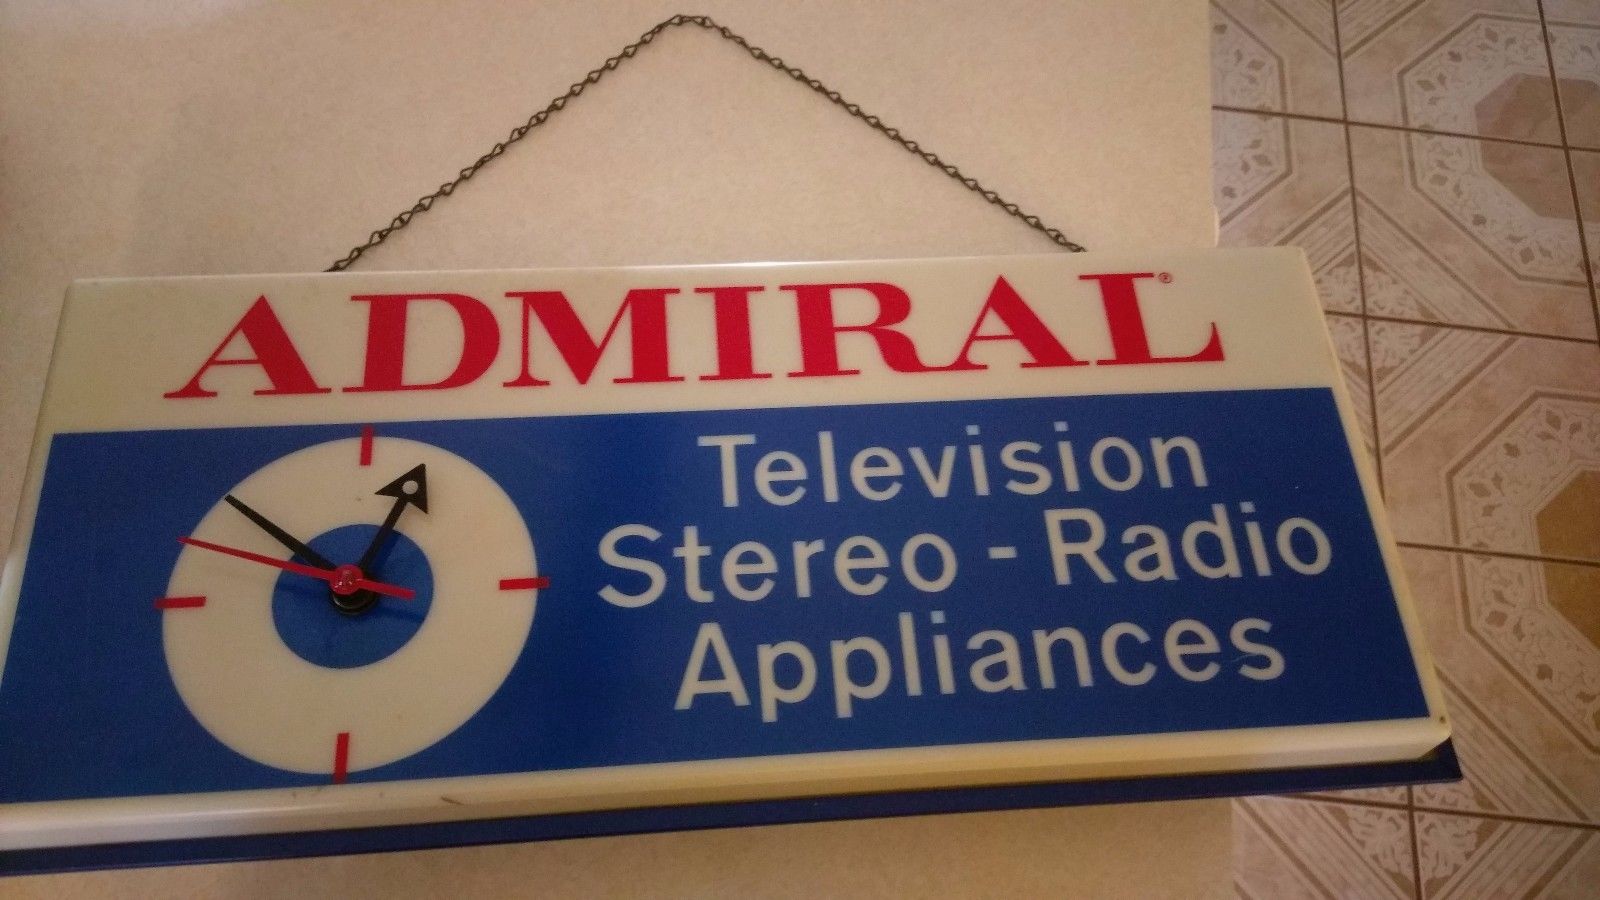 ADMIRAL®
Television
Stereo - Radio
Appliances